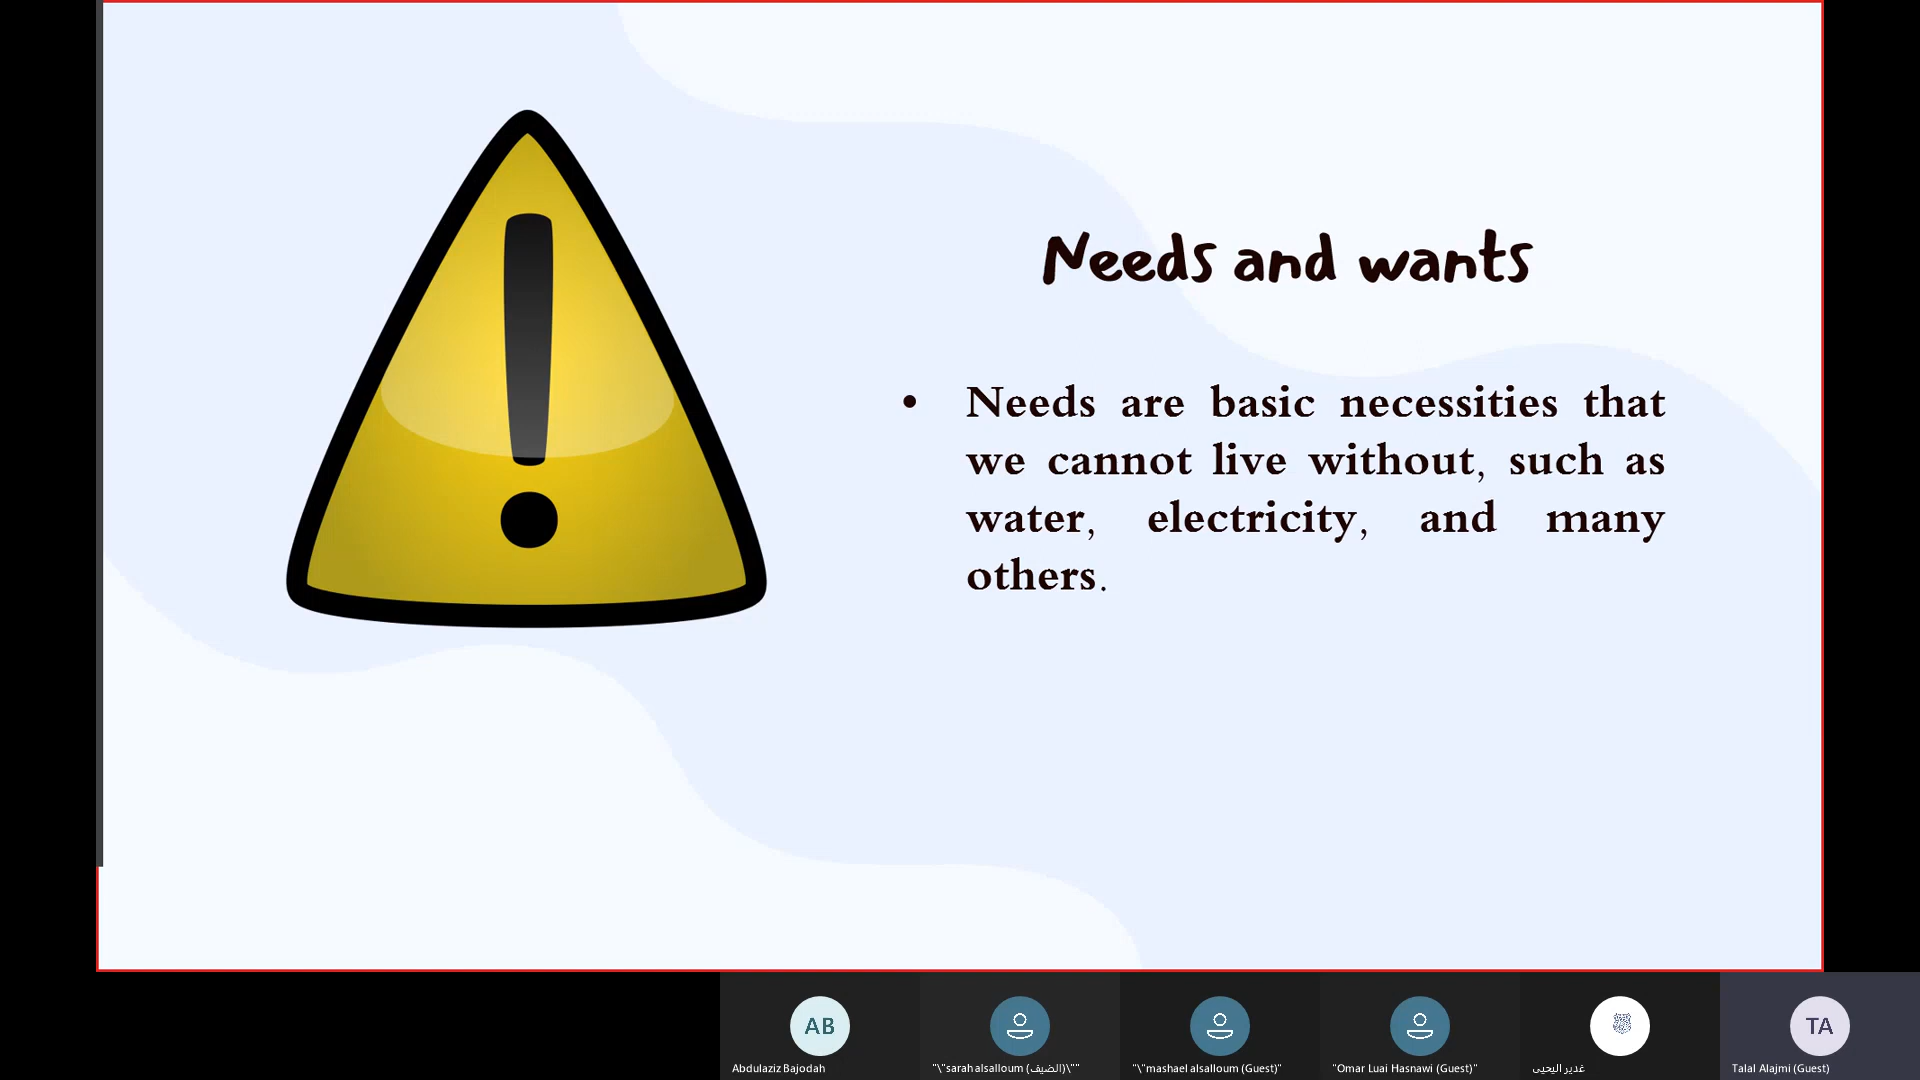 Needs and wants
• Needs are basic necessities that
we cannot live without, such as
water, electricity, and many
others.
AB
TA
Abdulaziz Bajodah
"\"sarah alsalloum (الضيف)\""
"\"mashael alsalloum (Guest)"
"Omar Luai Hasnawi (Guest)"
غدير اليحيى
Talal Alajmi (Guest)